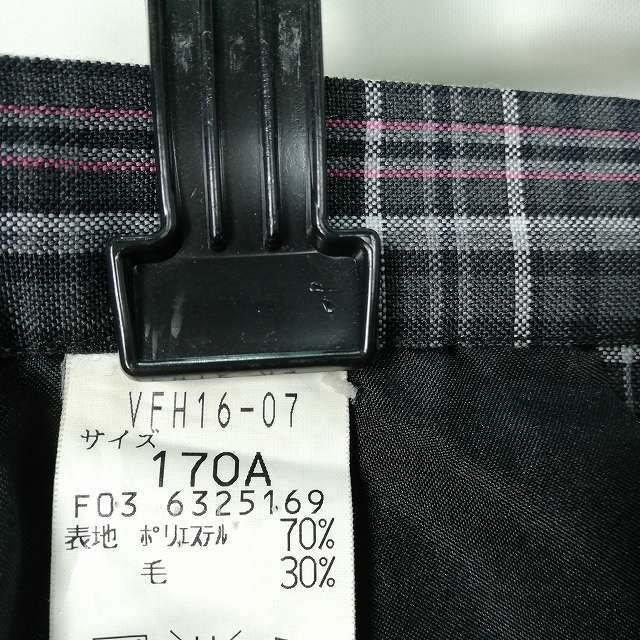 VFH16-07
サイズ
170A
F03 6325169
表地 ポリエステル 70%
毛 30%